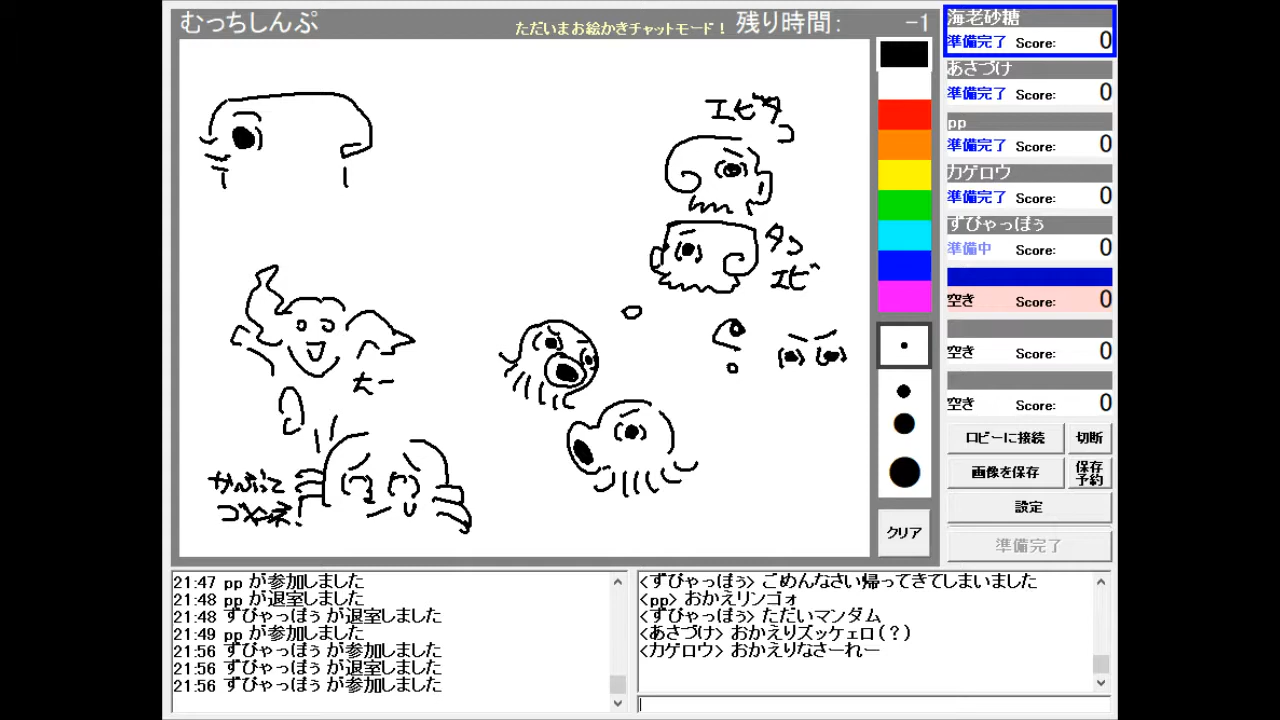 むっちしんぷ
ただいまお絵かきチャットモード！
残り時間： -1
エビタコ
タコエビ
大ー
かんぶって
ゴメンネ!
クリア
海老砂糖
準備完了 Score: 0
あさづけ
準備完了 Score: 0
pp
準備完了 Score: 0
カゲロウ
準備完了 Score: 0
ずびゃっぽぅ
準備中 Score: 0
空き Score: 0
空き Score: 0
空き Score: 0
ロビーに接続
切断
画像を保存
保存予約
設定
準備完了
21:47 pp が参加しました
21:48 pp が退室しました
21:48 ずびゃっぽぅ が退室しました
21:49 pp が参加しました
21:56 ずびゃっぽぅ が参加しました
21:56 ずびゃっぽぅ が退室しました
21:56 ずびゃっぽぅ が参加しました
<ずびゃっぽぅ> ごめんなさい帰ってきてしまいました
<pp> おかえリンゴォ
<ずびゃっぽぅ> ただいマンダム
<あさづけ> おかえりズッケェロ（？）
<カゲロウ> おかえりなさーれー